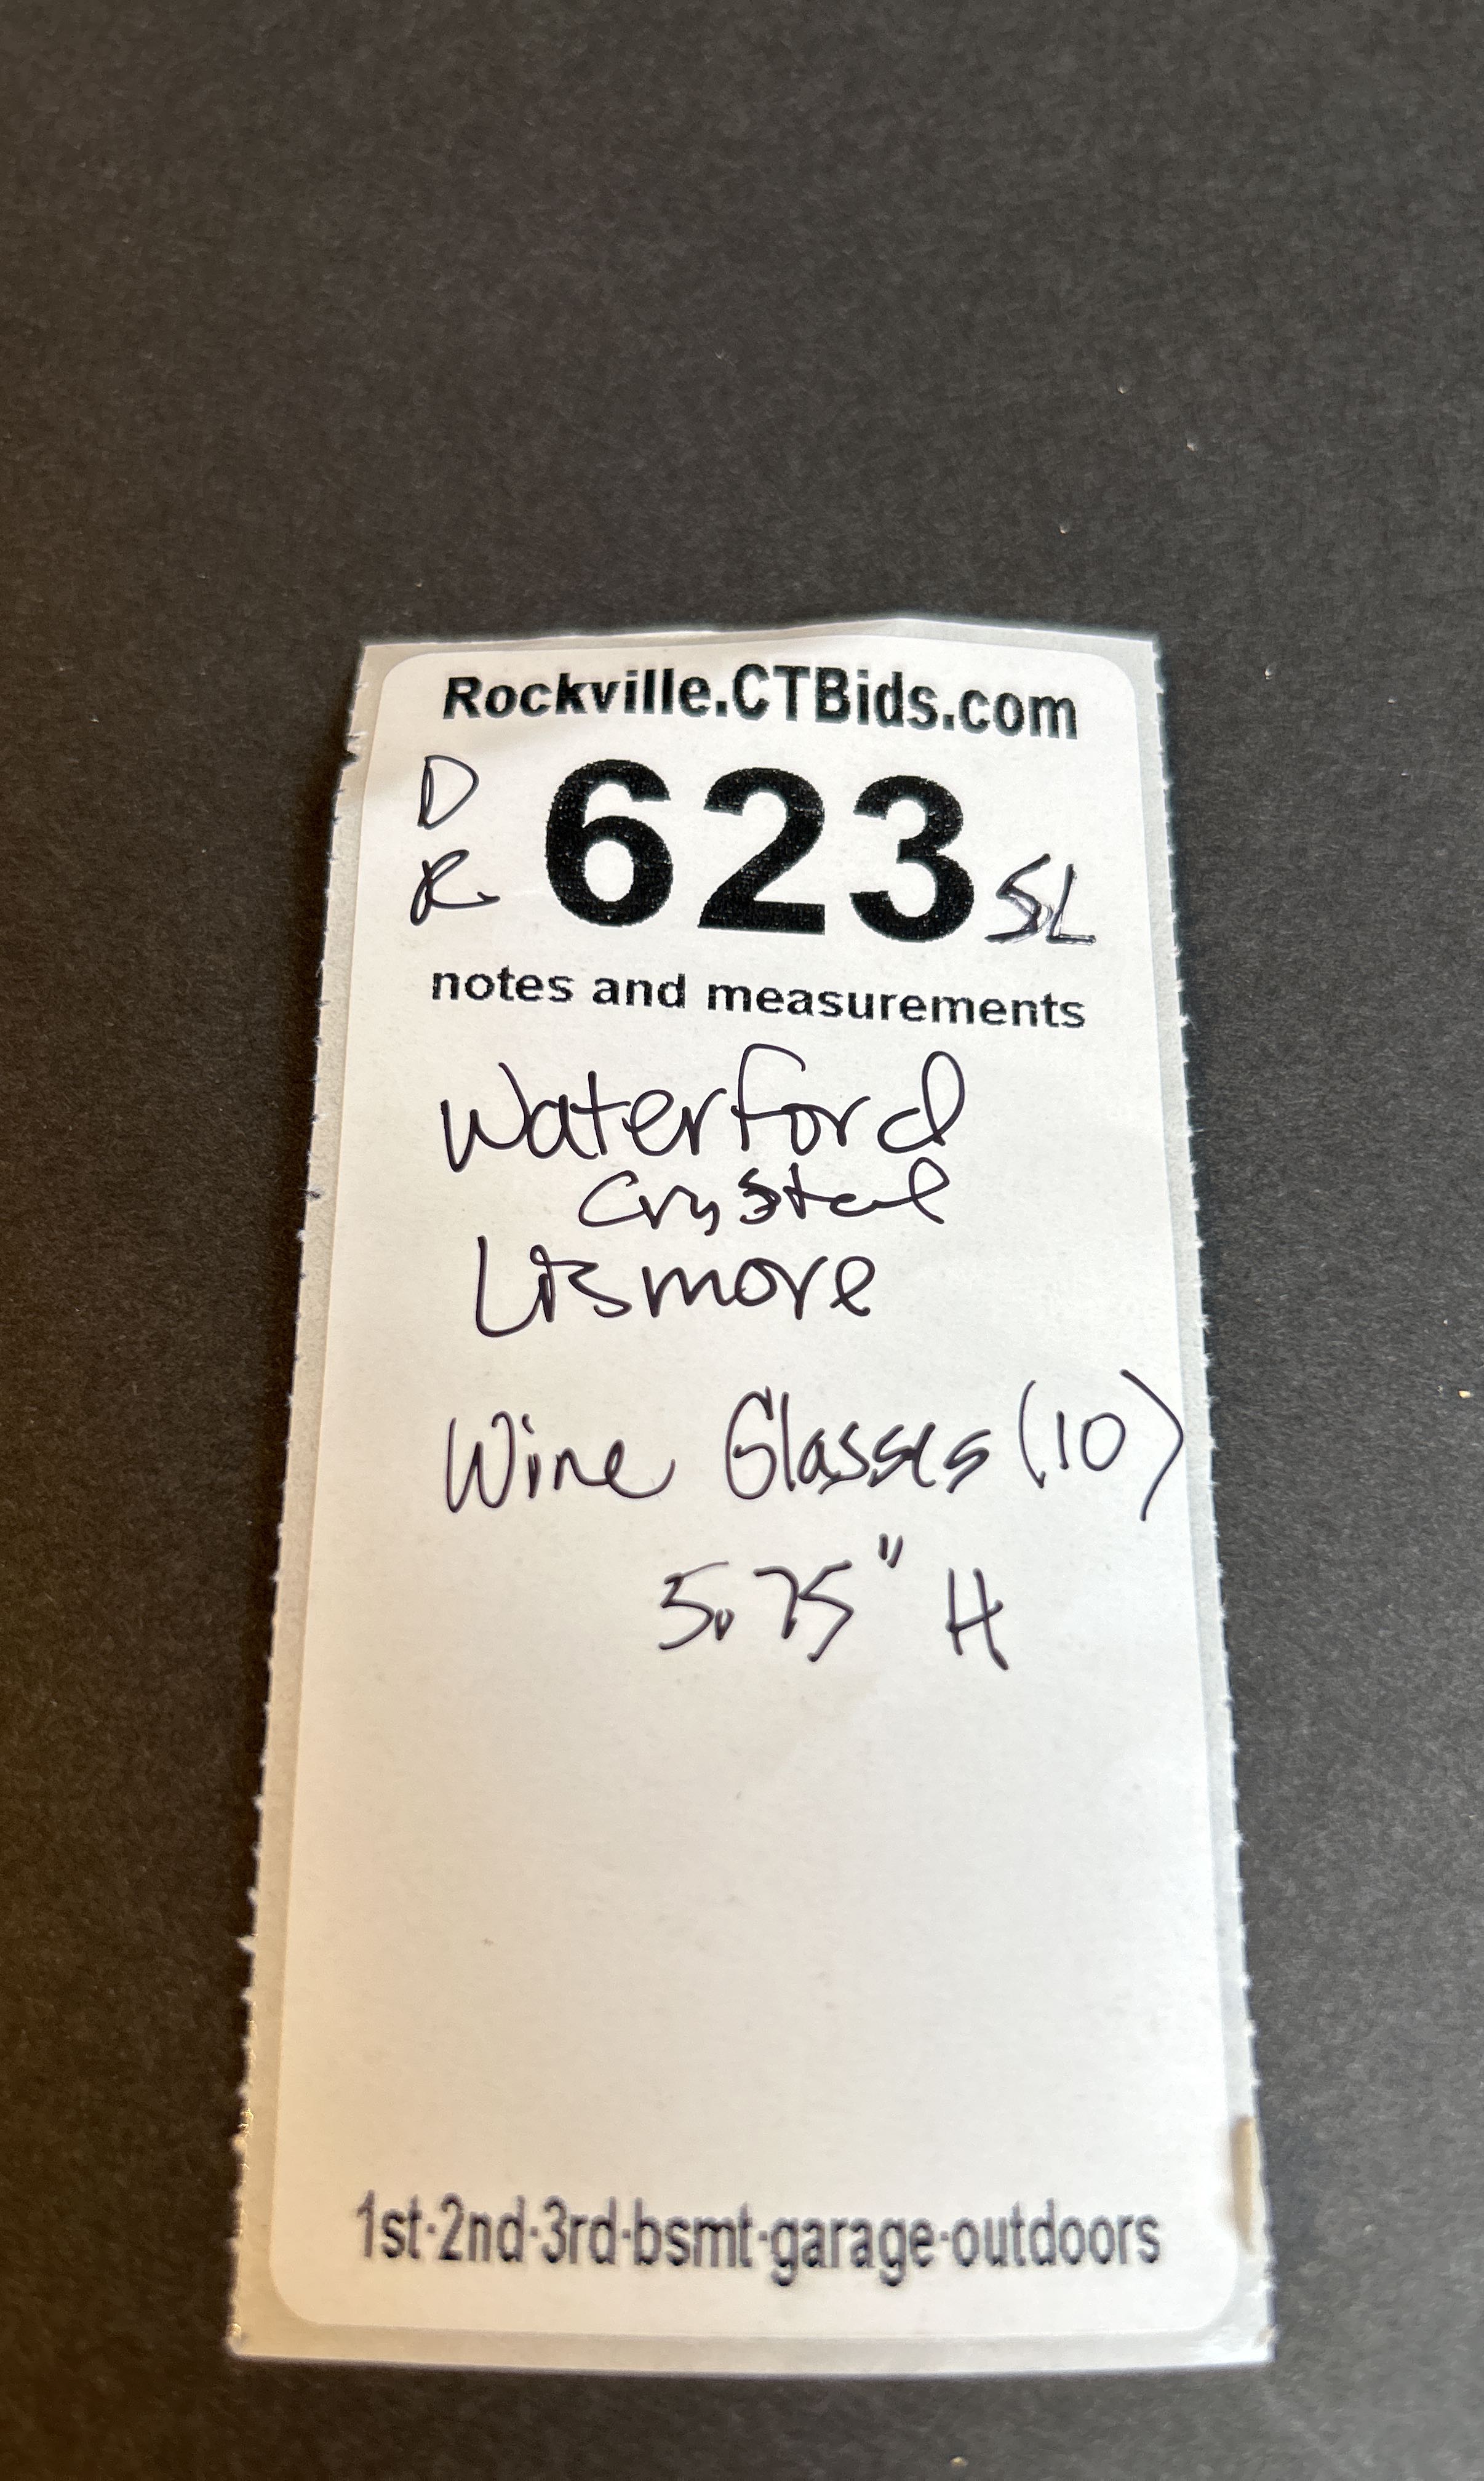 Rockville.CTBids.com
D
R
623 SL
notes and measurements
Waterford
Crystal
Lismore
Wine Glasses (10)
5.75" H
1st·2nd·3rd·bsmt·garage·outdoors